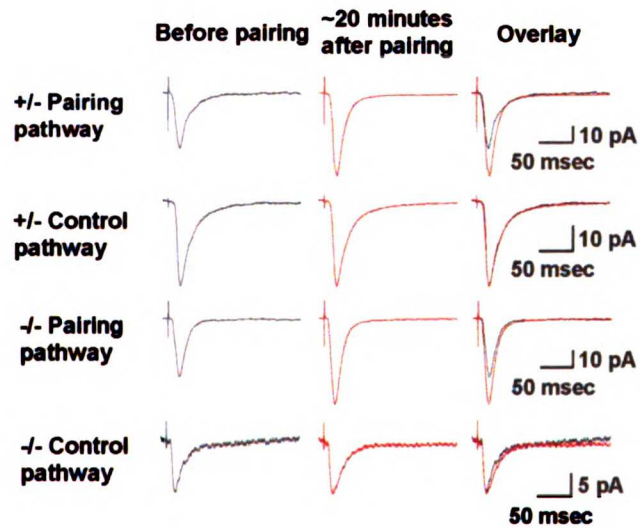 Before pairing
~20 minutes
after pairing
Overlay
+/- Pairing
pathway
10 pA
50 msec
+/- Control
pathway
10 pA
50 msec
-/- Pairing
pathway
10 pA
50 msec
-/- Control
pathway
5 pA
50 msec